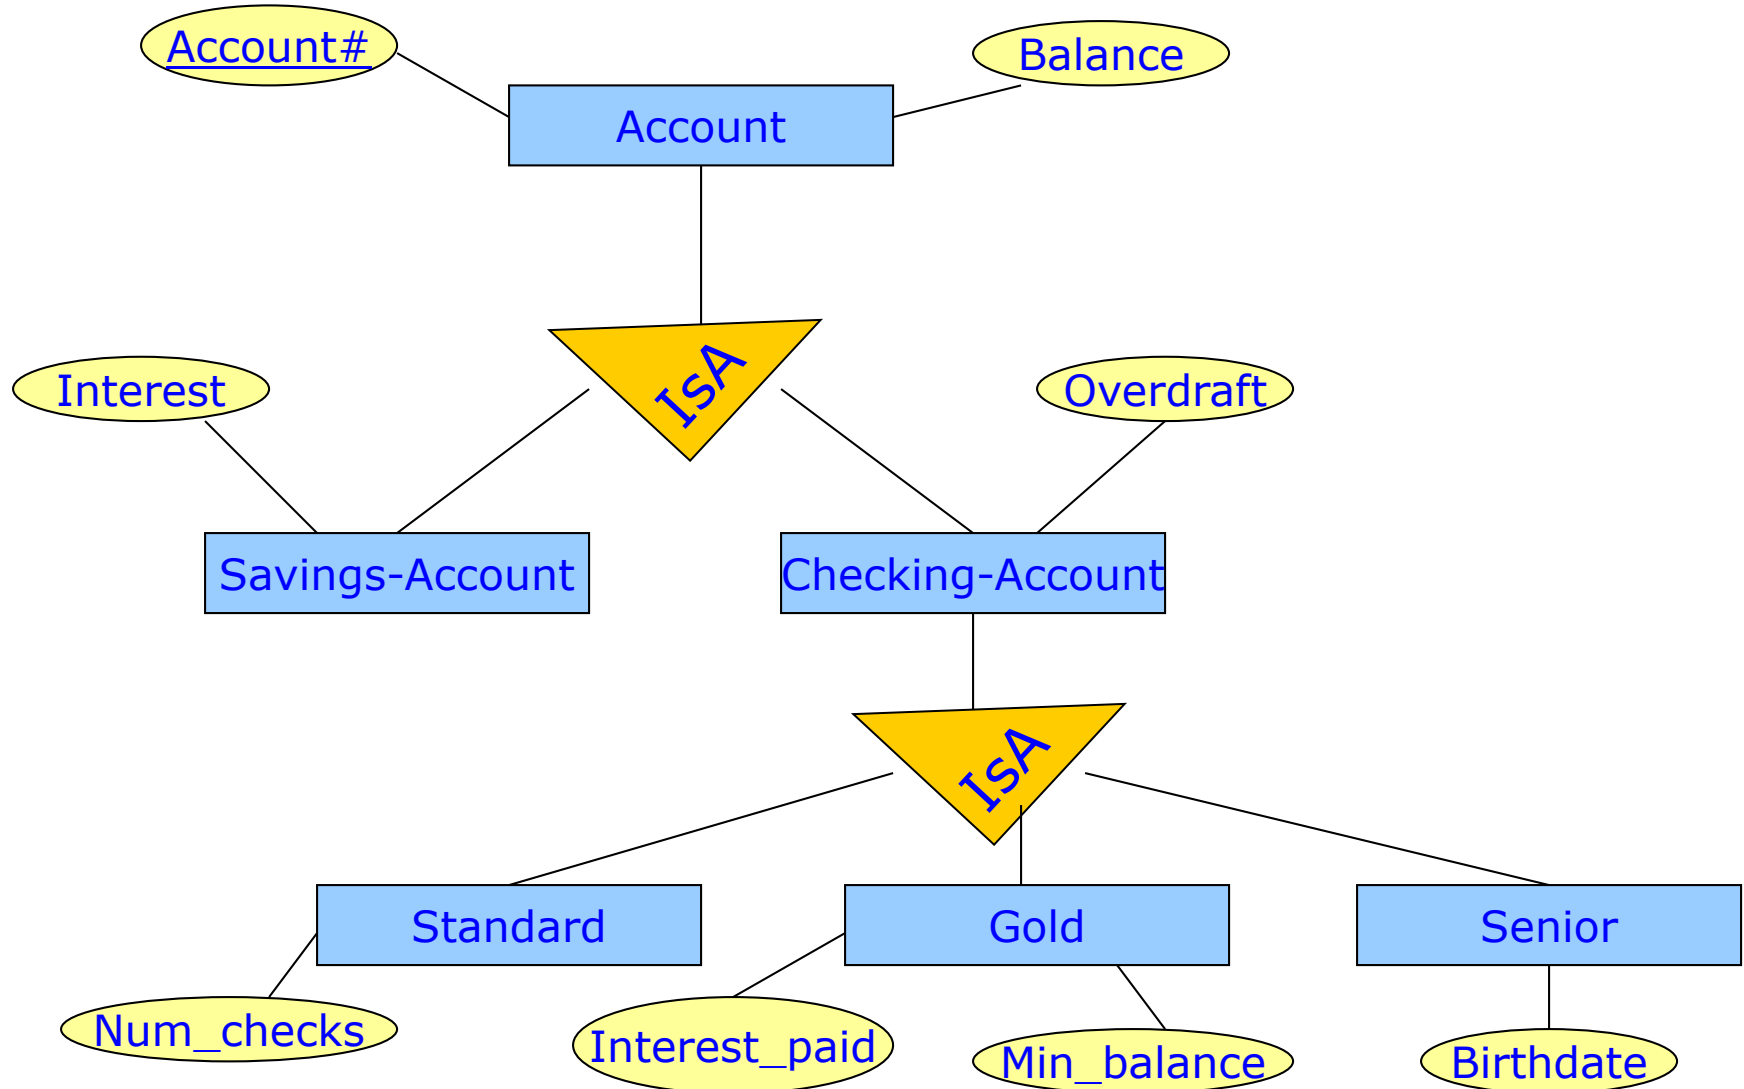 Account#
Balance
Account
IsA
Interest
Overdraft
Savings-Account
Checking-Account
IsA
Standard
Gold
Senior
Num_checks
Interest_paid
Min_balance
Birthdate